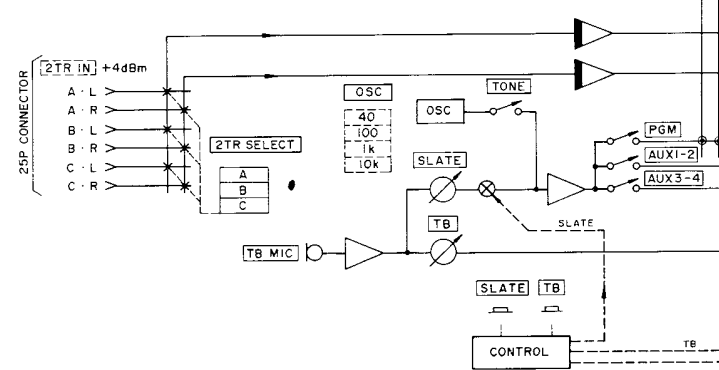 25P CONNECTOR
2TR IN +4dBm
A · L
A · R
B · L
B · R
C · L
C · R
2TR SELECT
A
B
C
OSC
40
100
1k
10k
OSC
TONE
SLATE
TB
TB MIC
PGM
AUX1-2
AUX3-4
SLATE
SLATE
TB
CONTROL
TB